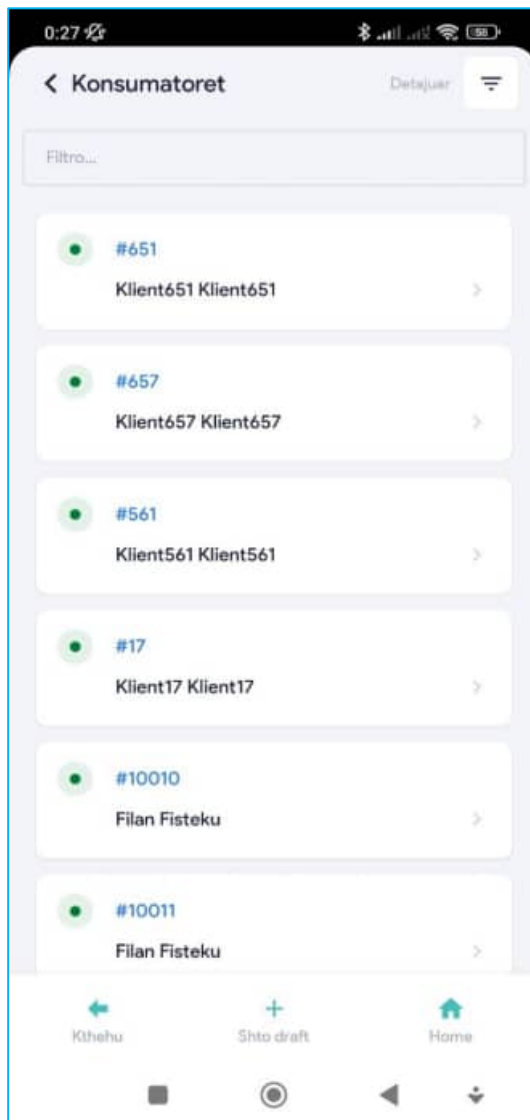 0:27
58
Konsumatoret
Detajuar
Filtro...
#651
Klient651 Klient651
#657
Klient657 Klient657
#561
Klient561 Klient561
#17
Klient17 Klient17
#10010
Filan Fisteku
#10011
Filan Fisteku
Kthehu
Shto draft
Home